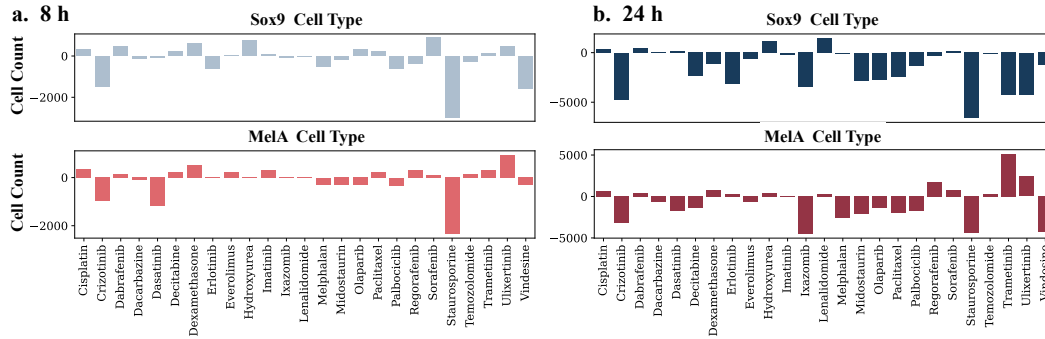 a. 8 h
Sox9 Cell Type
Cell Count
0
−2000
MelA Cell Type
Cell Count
0
−2000
Cisplatin
Crizotinib
Dabrafenib
Dacarbazine
Dasatinib
Decitabine
Dexamethasone
Erlotinib
Everolimus
Hydroxyurea
Imatinib
Ixazomib
Lenalidomide
Melphalan
Midostaurin
Olaparib
Paclitaxel
Palbociclib
Regorafenib
Sorafenib
Staurosporine
Temozolomide
Trametinib
Ulixertinib
Vindesine
b. 24 h
Sox9 Cell Type
0
−5000
MelA Cell Type
5000
0
−5000
Cisplatin
Crizotinib
Dabrafenib
Dacarbazine
Dasatinib
Decitabine
Dexamethasone
Erlotinib
Everolimus
Hydroxyurea
Imatinib
Ixazomib
Lenalidomide
Melphalan
Midostaurin
Olaparib
Paclitaxel
Palbociclib
Regorafenib
Sorafenib
Staurosporine
Temozolomide
Trametinib
Ulixertinib
Vindesine